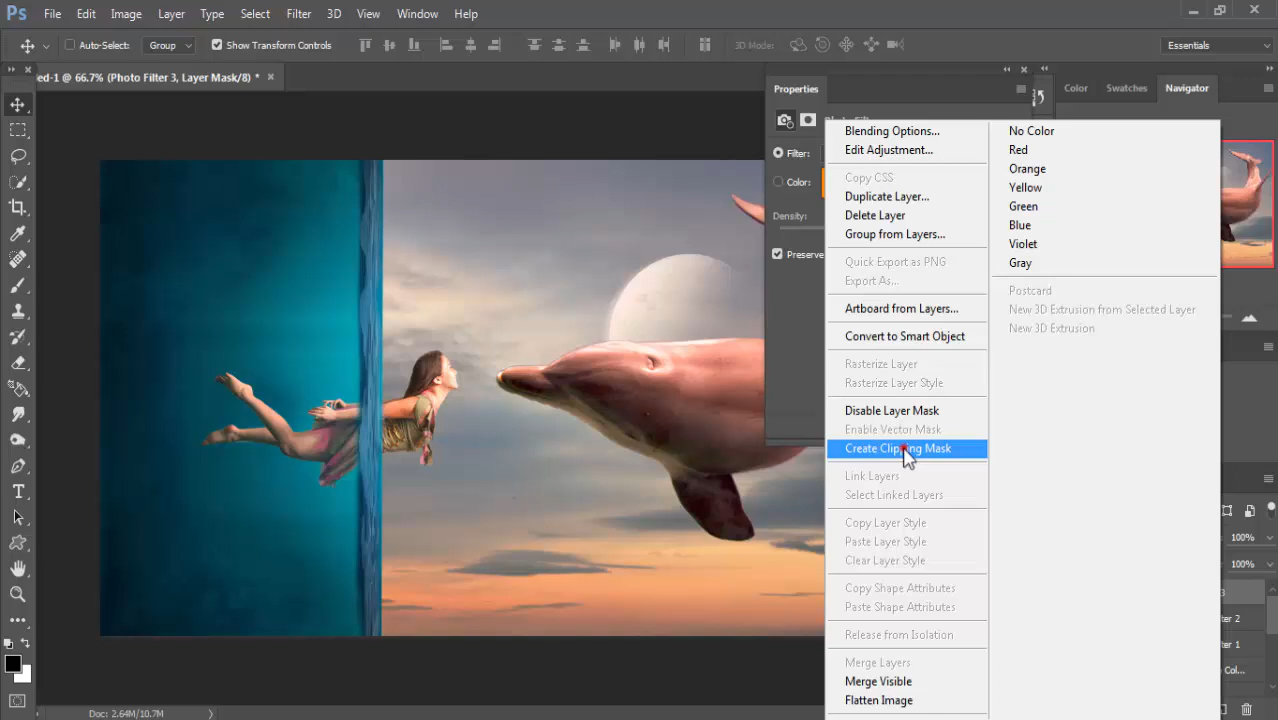 Ps File Edit Image Layer Type Select Filter 3D View Window Help
Auto-Select: Group Show Transform Controls 3D Mode: Essentials
ed-1 @ 66.7% (Photo Filter 3, Layer Mask/8) *
Properties
Color Swatches Navigator
Filter:
Color:
Density:
Preserve
Blending Options...
Edit Adjustment...
Copy CSS
Duplicate Layer...
Delete Layer
Group from Layers...
Quick Export as PNG
Export As...
Artboard from Layers...
Convert to Smart Object
Rasterize Layer
Rasterize Layer Style
Disable Layer Mask
Enable Vector Mask
Create Clipping Mask
Link Layers
Select Linked Layers
Copy Layer Style
Paste Layer Style
Clear Layer Style
Copy Shape Attributes
Paste Shape Attributes
Release from Isolation
Merge Layers
Merge Visible
Flatten Image
No Color
Red
Orange
Yellow
Green
Blue
Violet
Gray
Postcard
New 3D Extrusion from Selected Layer
New 3D Extrusion
100%
100%
3
ter 2
ter 1
e Col...
Doc: 2.64M/10.7M